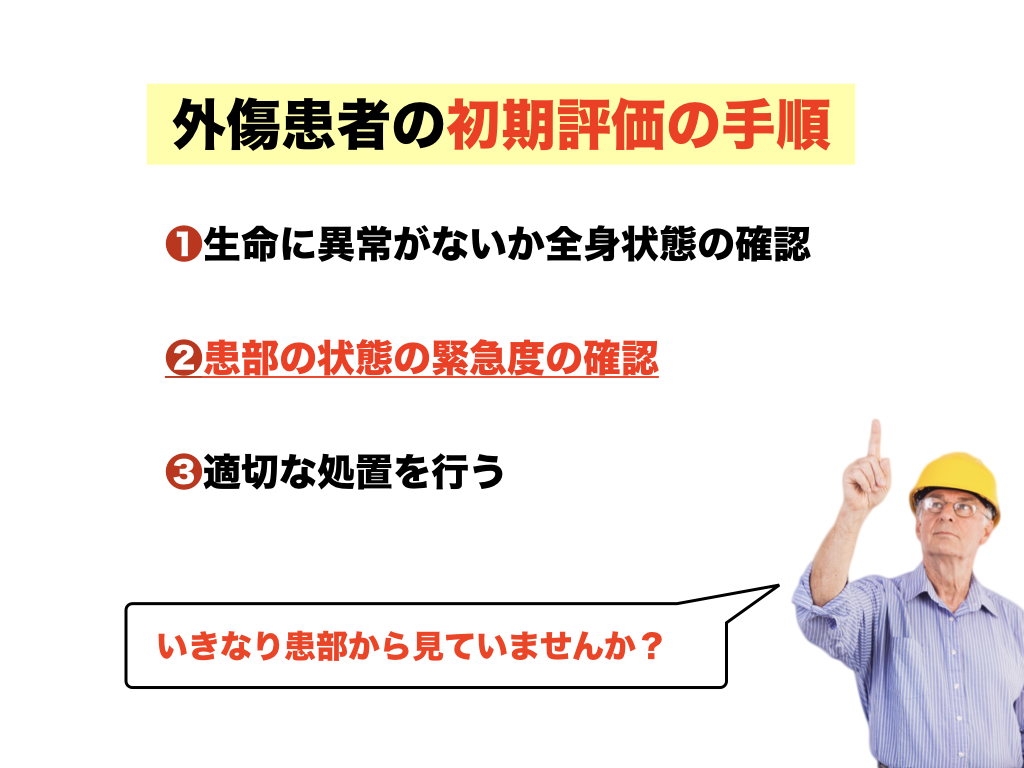 外傷患者の初期評価の手順
❶生命に異常がないか全身状態の確認
❷患部の状態の緊急度の確認
❸適切な処置を行う
いきなり患部から見ていませんか？